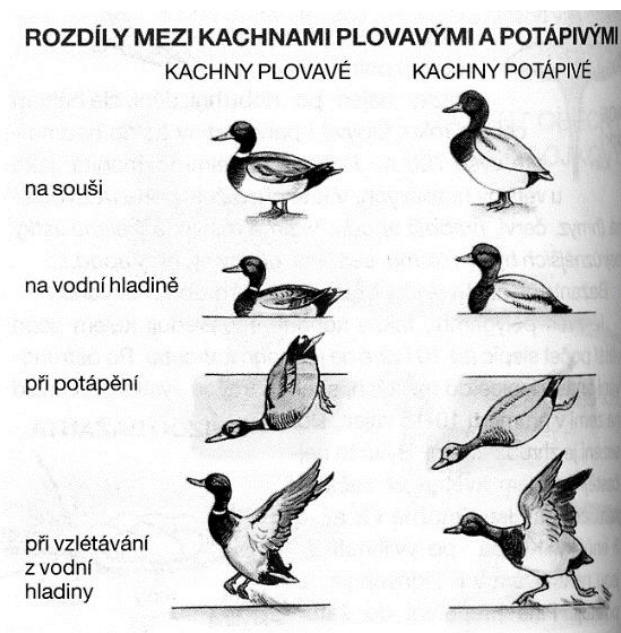 ROZDÍLY MEZI KACHNAMI PLOVAVÝMI A POTÁPIVÝMI
KACHNY PLOVAVÉ KACHNY POTÁPIVÉ
na souši
na vodní hladině
při potápění
při vzlétávání
z vodní
hladiny